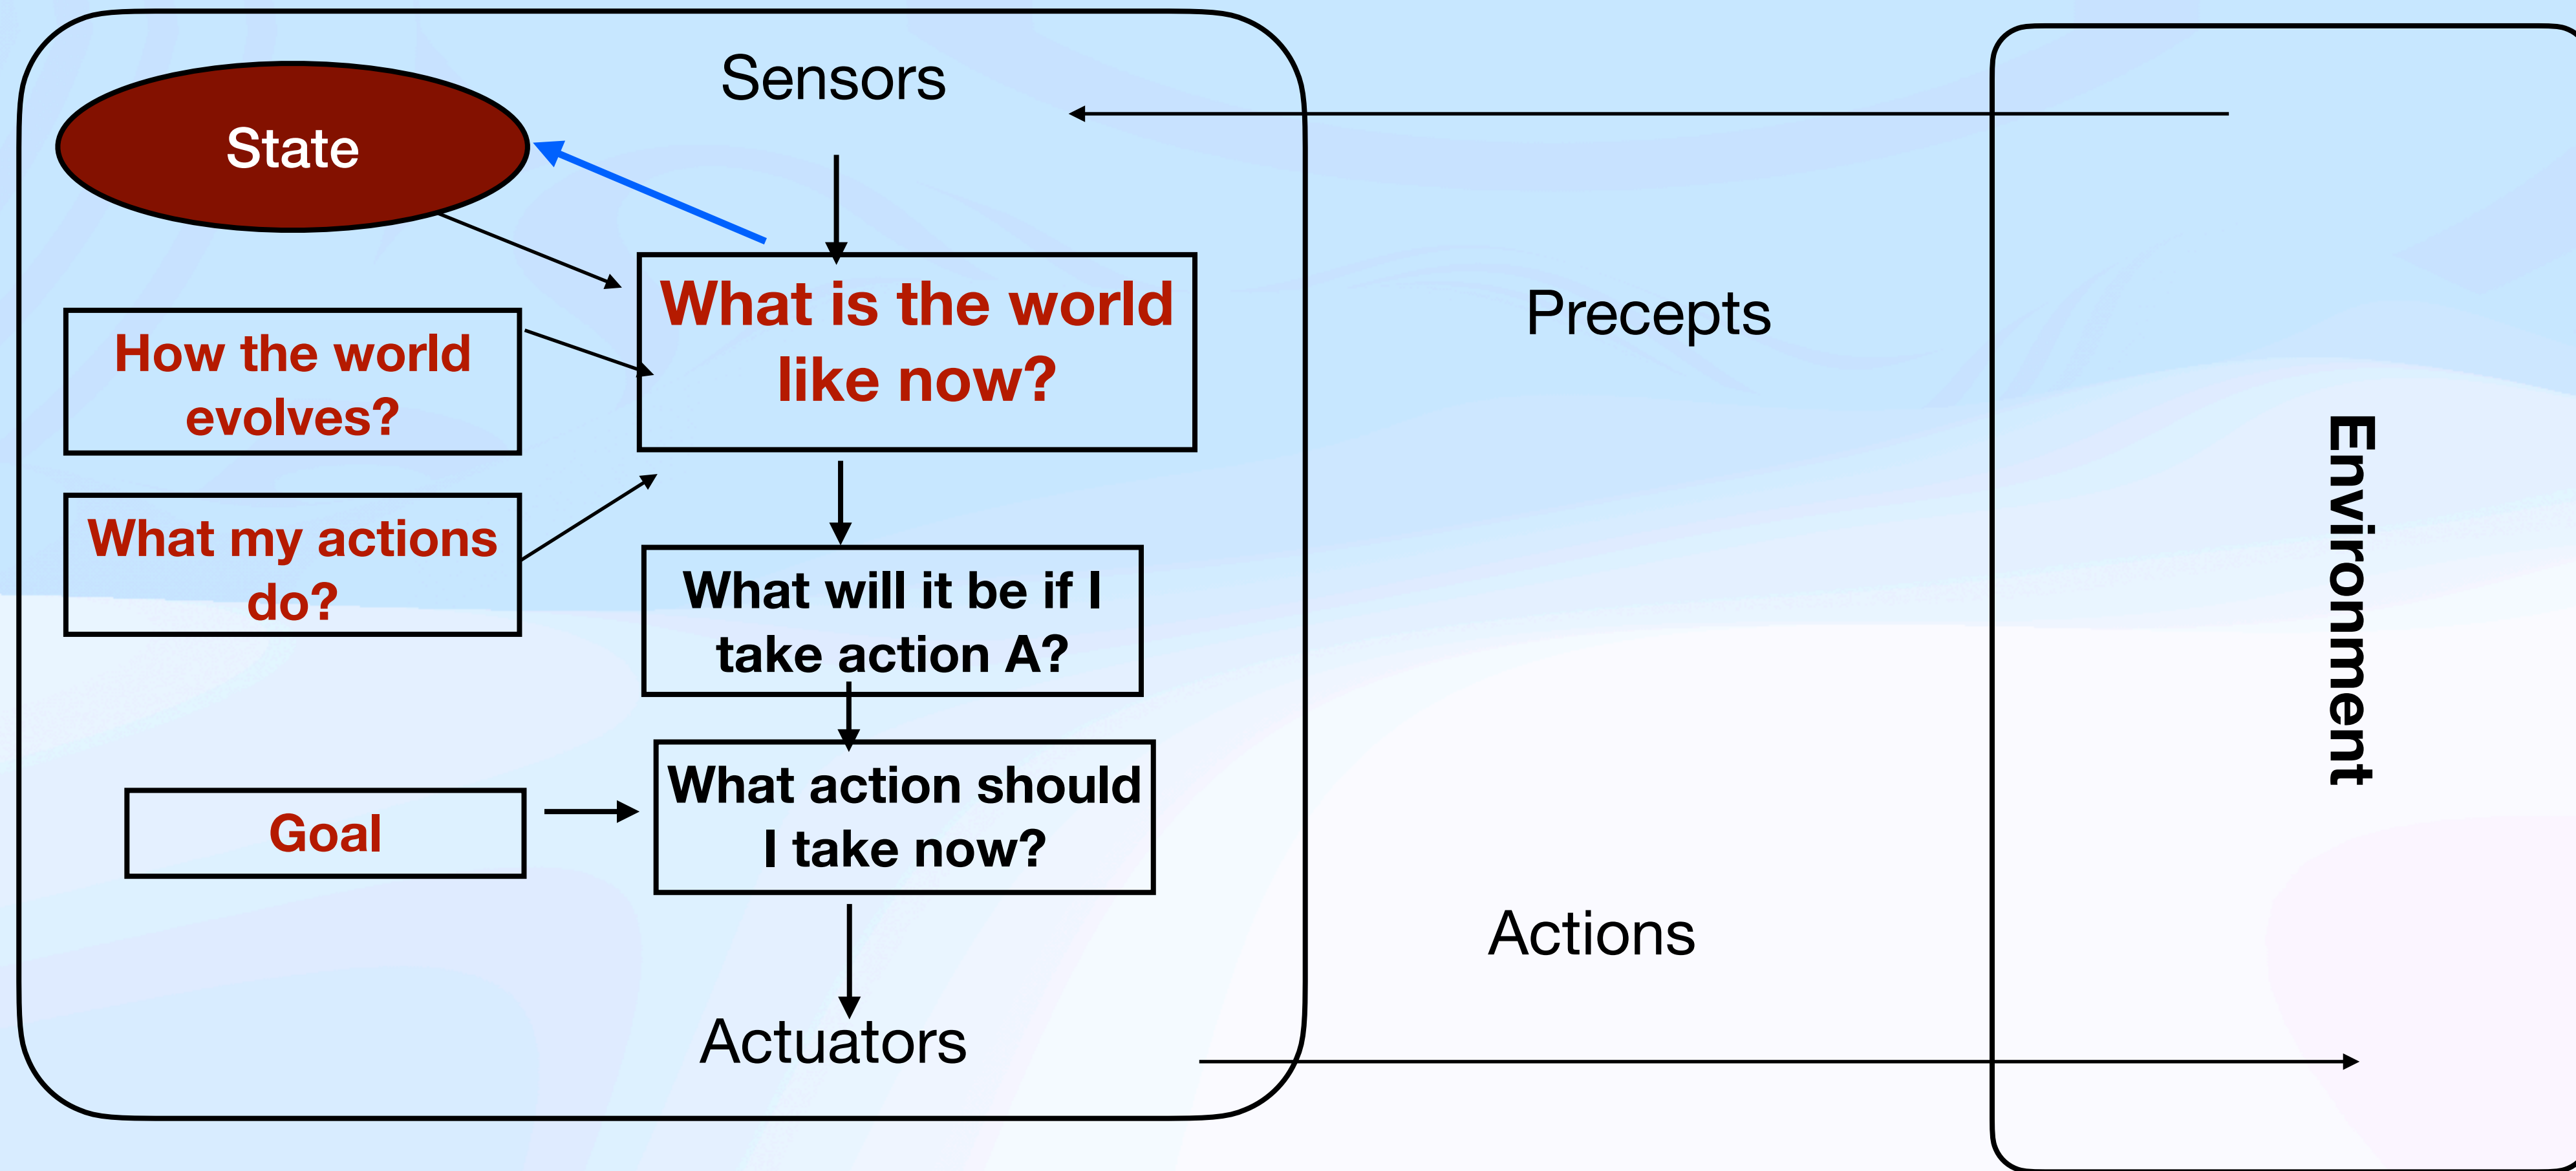 Sensors
State
What is the world
like now?
How the world
evolves?
What my actions
do?
What will it be if I
take action A?
Goal
What action should
I take now?
Actuators
Precepts
Actions
Environment